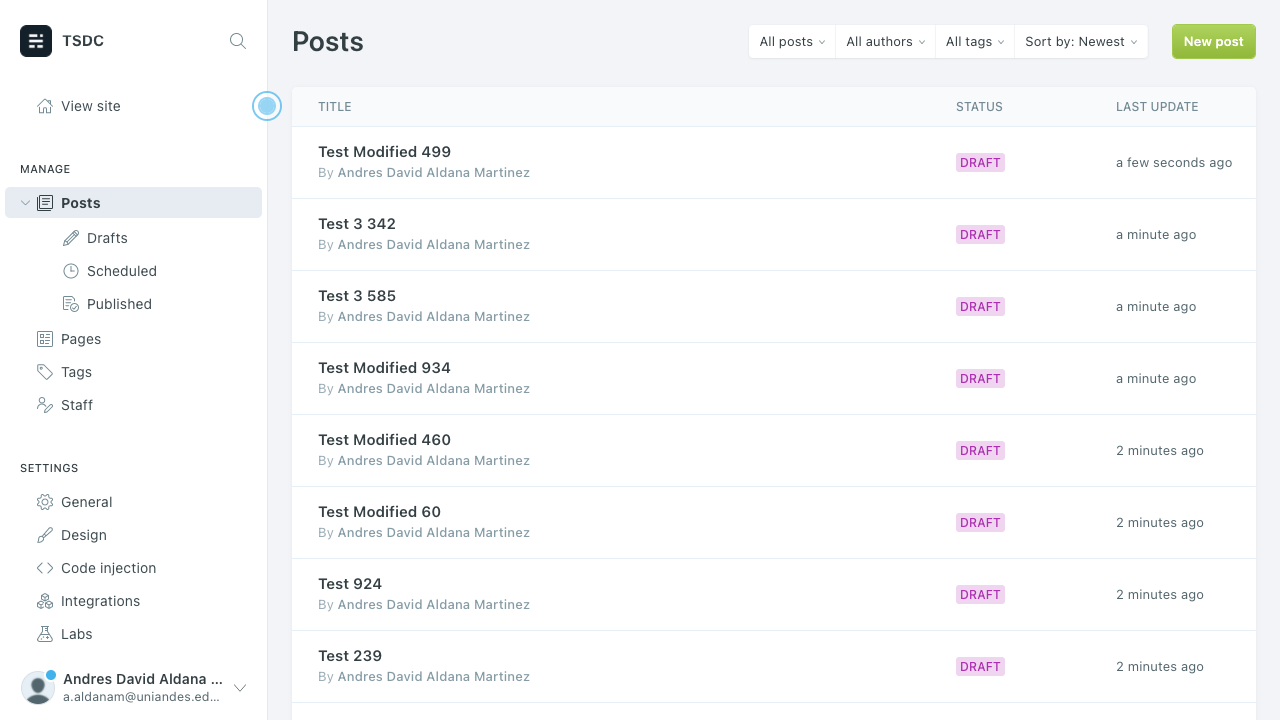 TSDC
View site
MANAGE
Posts
Drafts
Scheduled
Published
Pages
Tags
Staff
SETTINGS
General
Design
Code injection
Integrations
Labs
Andres David Aldana ...
a.aldanam@uniandes.ed...
Posts
All posts All authors All tags Sort by: Newest New post
TITLE STATUS LAST UPDATE
Test Modified 499
By Andres David Aldana Martinez
DRAFT a few seconds ago
Test 3 342
By Andres David Aldana Martinez
DRAFT a minute ago
Test 3 585
By Andres David Aldana Martinez
DRAFT a minute ago
Test Modified 934
By Andres David Aldana Martinez
DRAFT a minute ago
Test Modified 460
By Andres David Aldana Martinez
DRAFT 2 minutes ago
Test Modified 60
By Andres David Aldana Martinez
DRAFT 2 minutes ago
Test 924
By Andres David Aldana Martinez
DRAFT 2 minutes ago
Test 239
By Andres David Aldana Martinez
DRAFT 2 minutes ago